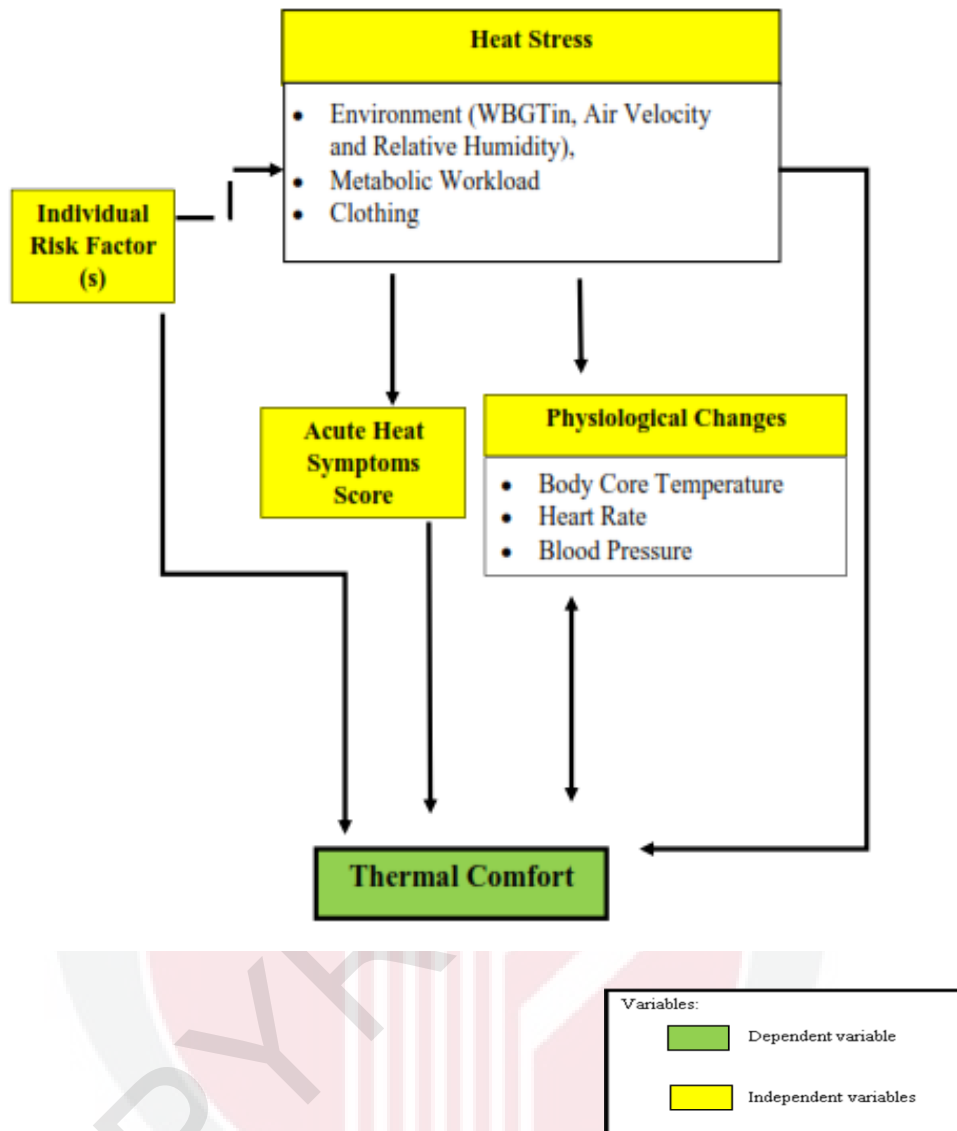 Heat Stress
• Environment (WBGTin, Air Velocity
and Relative Humidity),
• Metabolic Workload
• Clothing
Individual
Risk Factor
(s)
Acute Heat
Symptoms
Score
Physiological Changes
• Body Core Temperature
• Heart Rate
• Blood Pressure
Thermal Comfort
Variables:
Dependent variable
Independent variables